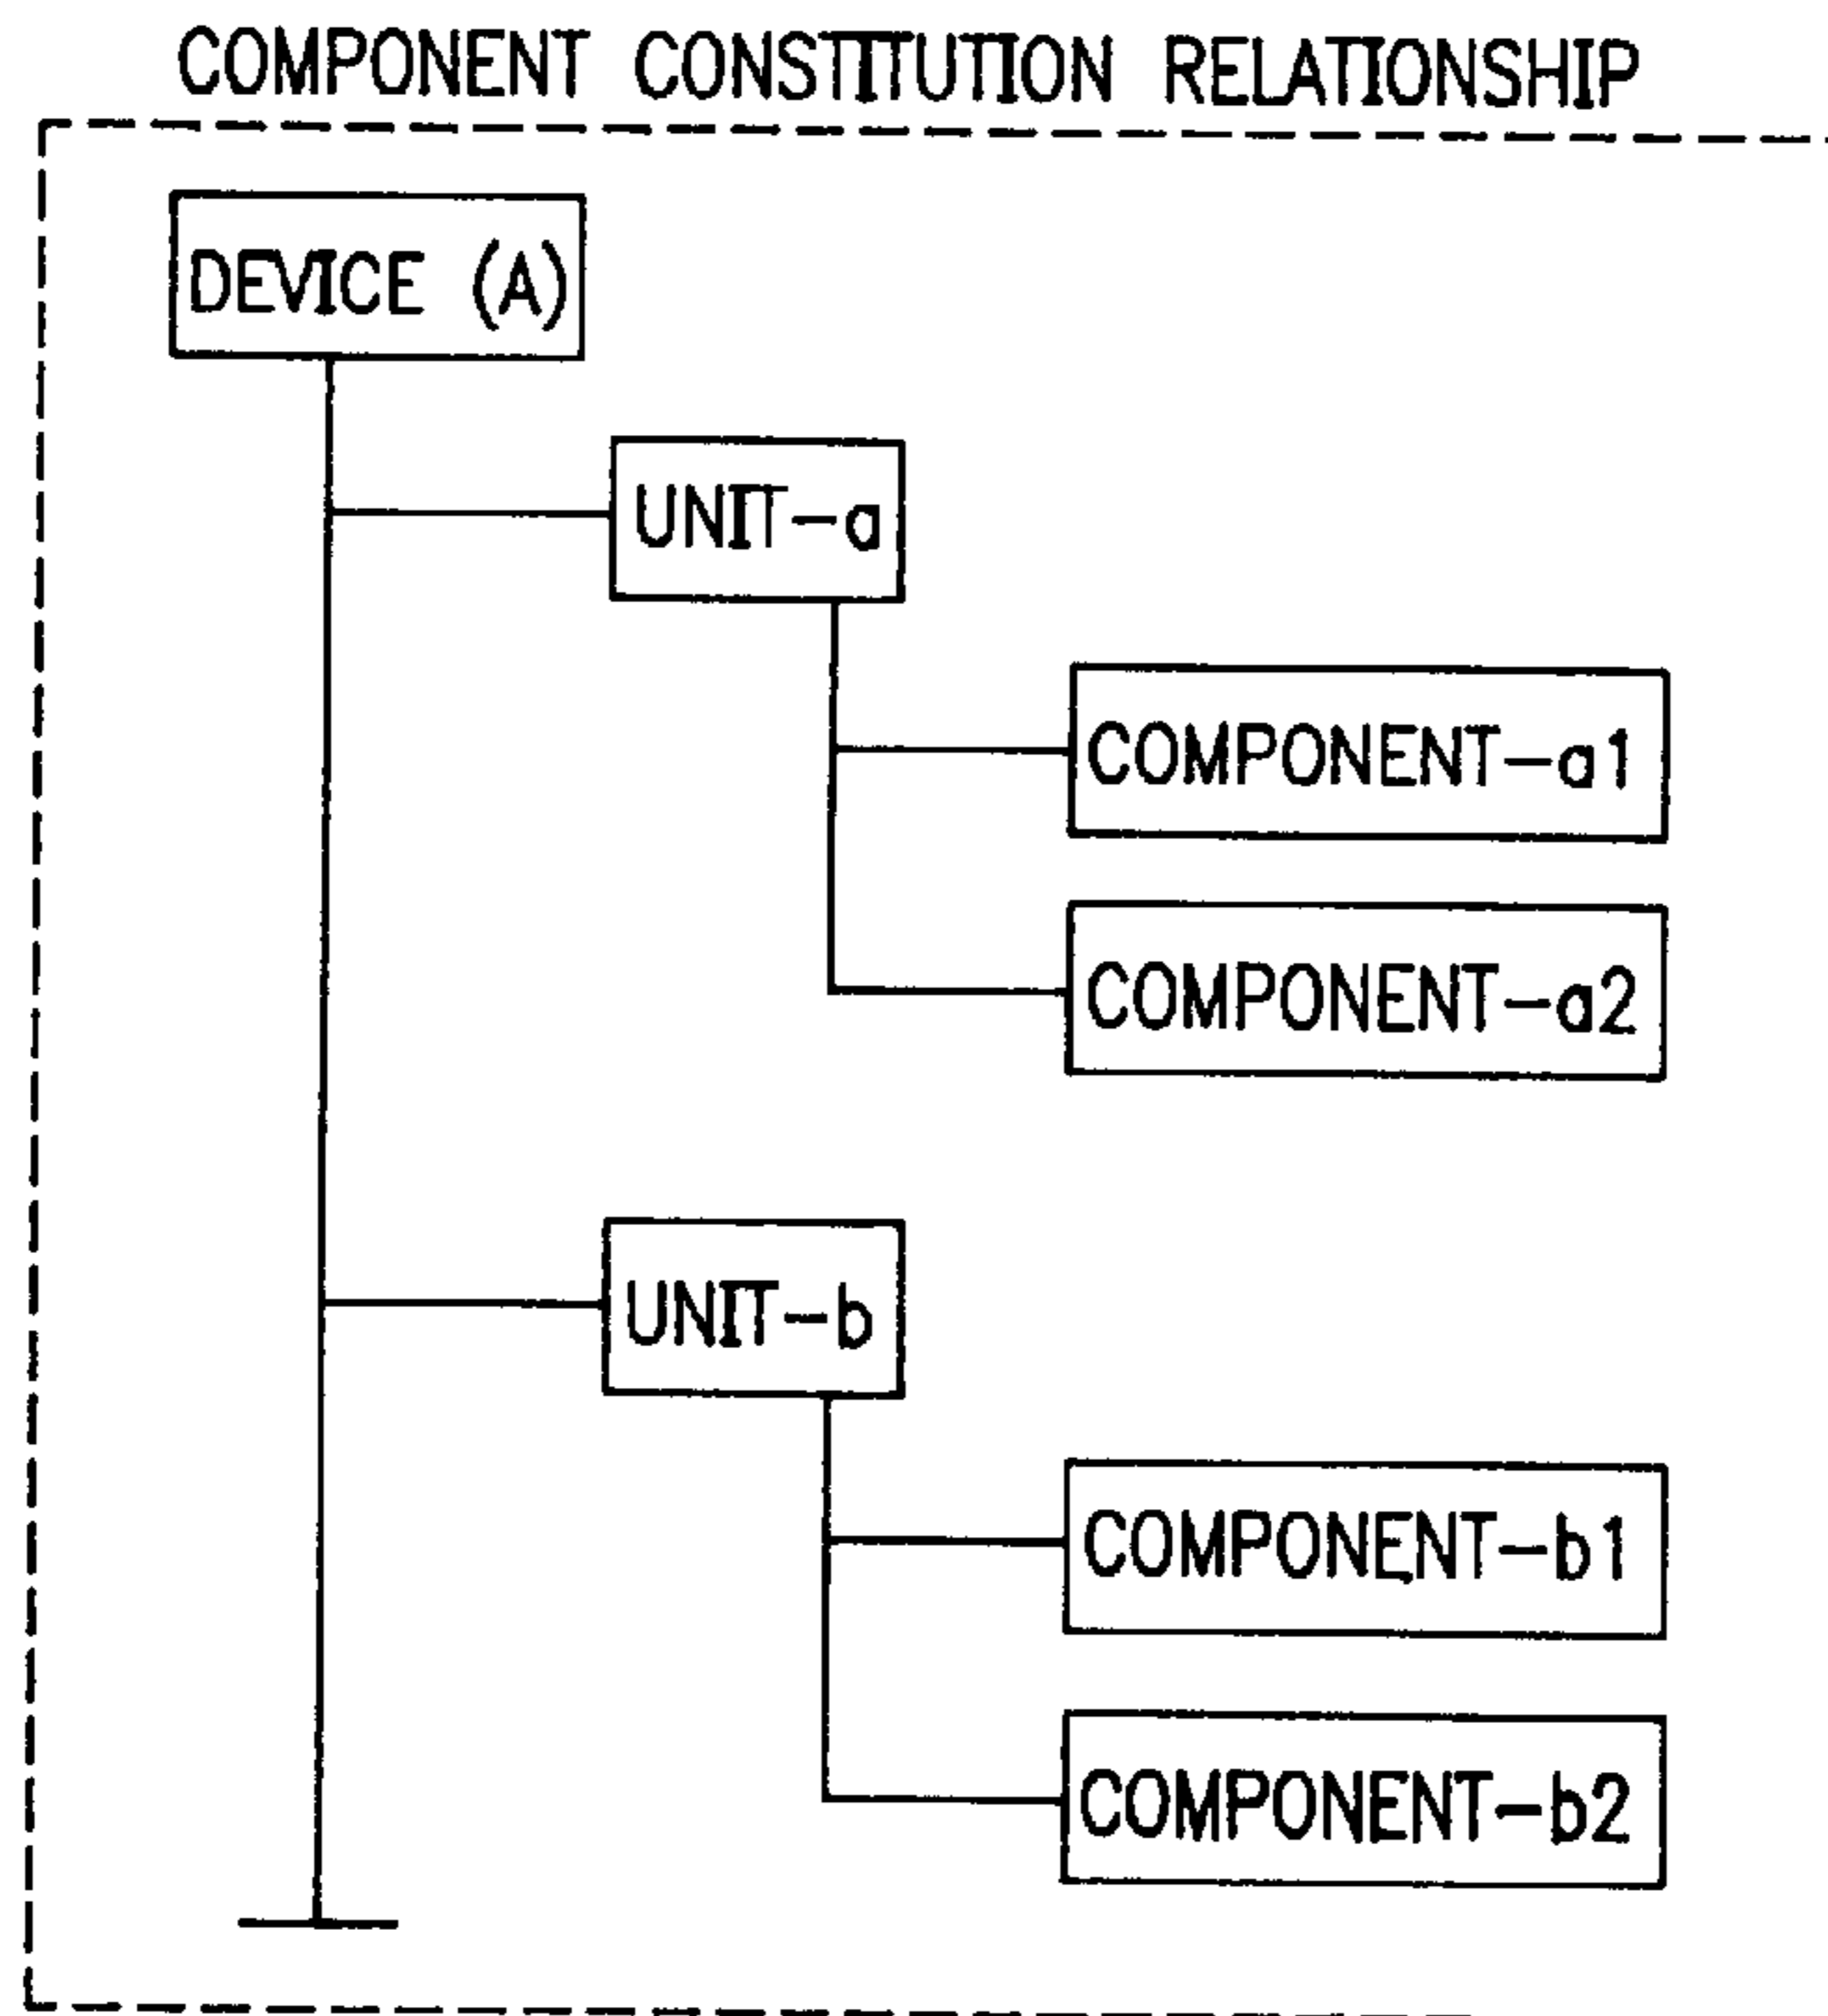 COMPONENT CONSTITUTION RELATIONSHIP
DEVICE (A)
UNIT-a
COMPONENT-a1
COMPONENT-a2
UNIT-b
COMPONENT-b1
COMPONENT-b2